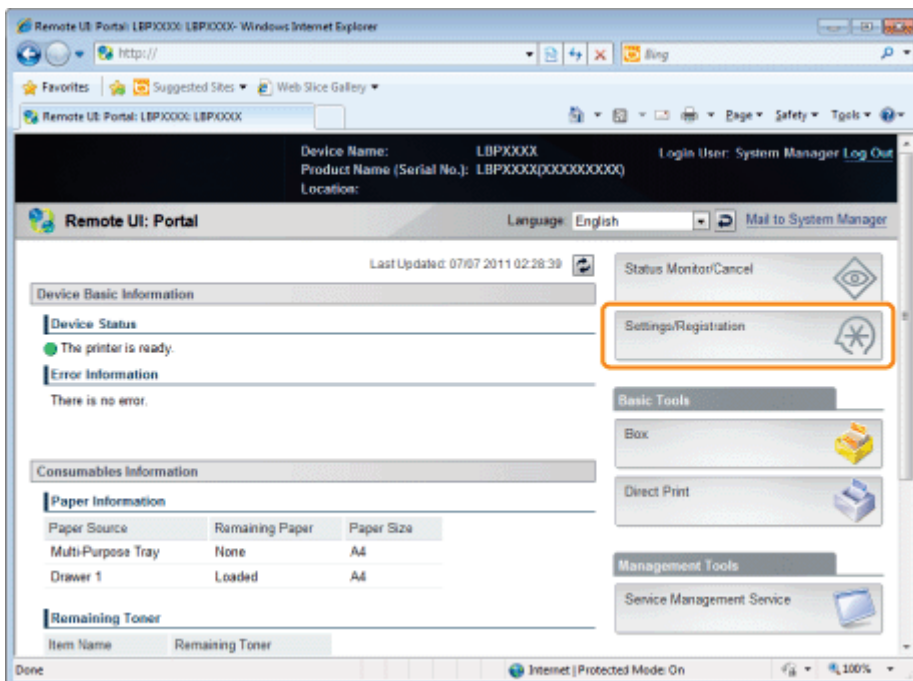 Remote UI: Portal: LBPXXXX: LBPXXXX- Windows Internet Explorer
http://
Bing
Favorites
Suggested Sites
Web Slice Gallery
Remote UI: Portal: LBPXXXX: LBPXXXX
Page Safety Tools
Device Name: LBPXXXX
Login User: System Manager Log Out
Product Name (Serial No.): LBPXXXX(XXXXXXXXX)
Location:
Remote UI: Portal
Language: English
Mail to System Manager
Last Updated: 07/07 2011 02:28:39
Status Monitor/Cancel
Device Basic Information
Device Status
Settings/Registration
The printer is ready.
Error Information
There is no error.
Basic Tools
Box
Consumables Information
Direct Print
Paper Information
Paper Source Remaining Paper Paper Size
Multi-Purpose Tray None A4
Drawer 1 Loaded A4
Management Tools
Service Management Service
Remaining Toner
Item Name Remaining Toner
Done
Internet | Protected Mode: On
100%